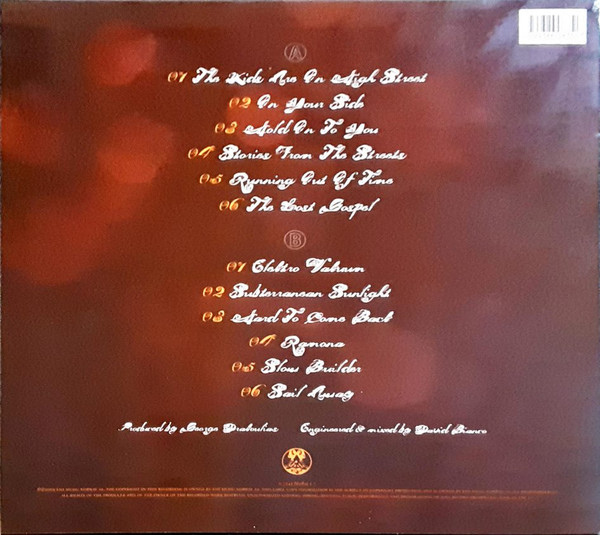 A
01 The Kids Are On High Street
02 On Your Side
03 Hold On To You
04 Stories From The Streets
05 Running Out Of Time
06 The Lost Gospel
B
01 Elektro Vakuum
02 Subterranean Sunlight
03 Hard To Come Back
04 Ramona
05 Slow Builder
06 Sail Away
Produced by George Drakoulias Engineered & mixed by David Bianco